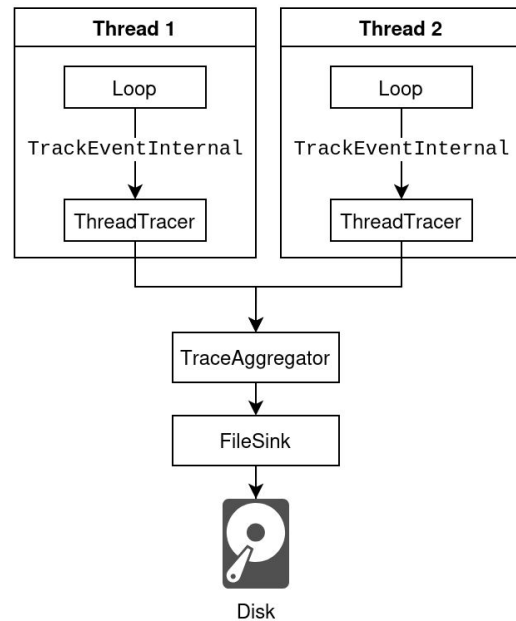 Thread 1
Thread 2
Loop
Loop
TrackEventInternal
TrackEventInternal
ThreadTracer
ThreadTracer
TraceAggregator
FileSink
Disk